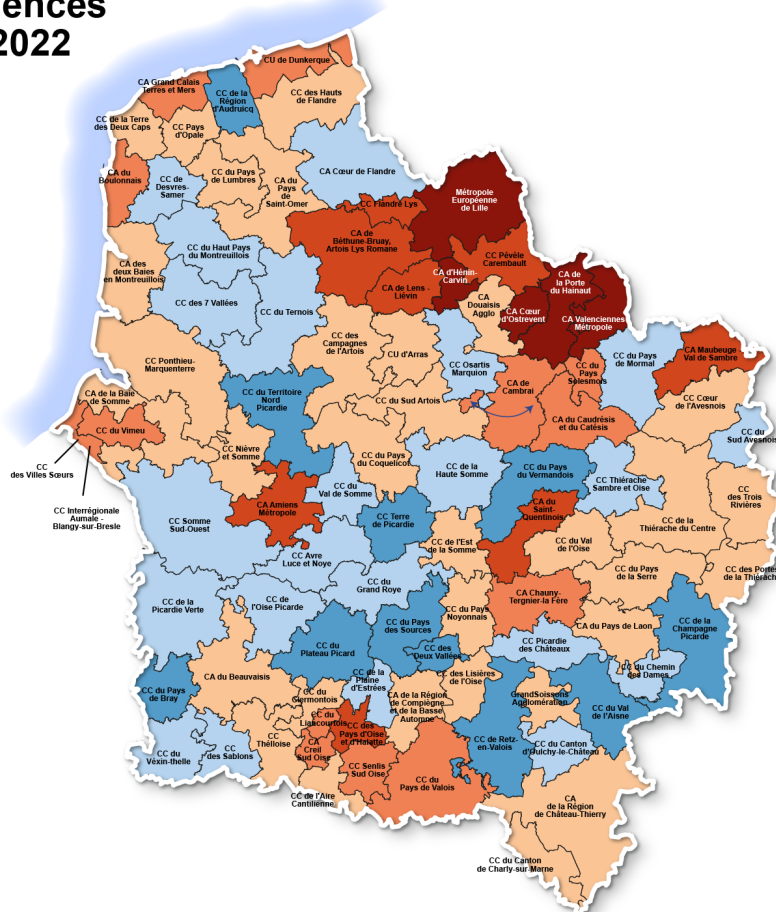 ences
2022
CU de Dunkerque
CA Grand Calais
Terres et Mers
CC de la
Région
d'Audruicq
CC des Hauts
de Flandre
CC de la Terre
des Deux Caps
CC Pays
d'Opale
CA du
Boulonnais
CC de
Desvres-
Samer
CC du Pays
de Lumbres
CA du
Pays
de
Saint-Omer
CA Cœur de Flandre
CC Flandre Lys
Métropole
Européenne
de Lille
CC du Haut Pays
du Montreuillois
CA de
Béthune-Bruay,
Artois Lys Romane
CC Pévèle
Carembault
CA des
deux Baies
en Montreuillois
CC des 7 Vallées
CC du Ternois
CA de Lens -
Liévin
CA d'Hénin-
Carvin
CA
Douaisis
Agglo
CA Cœur
d'Ostrevent
CA de
la Porte
du Hainaut
CA Valenciennes
Métropole
CC des
Campagnes
de l'Artois
CU d'Arras
CC Osartis
Marquion
CC du
Pays
Solesmois
CC du Pays
de Mormal
CA Maubeuge
Val de Sambre
CC Ponthieu-
Marquenterre
CC du Territoire
Nord
Picardie
CC du Sud Artois
CA de
Cambrai
CA du Caudrésis
et du Catésis
CC Cœur
de l'Avesnois
CC du
Sud Avesnois
CA de la Baie
de Somme
CC du Vimeu
CC
des Villes Sœurs
CC Interrégionale
Aumale -
Blangy-sur-Bresle
CC Nièvre
et Somme
CC du Pays
du Coquelicot
CC de la
Haute Somme
CC du Pays
du Vermandois
CC Thiérache
Sambre et Oise
CC
des Trois
Rivières
CC Somme
Sud-Ouest
CA Amiens
Métropole
CC du
Val de Somme
CC Terre
de Picardie
CA du
Saint-
Quentinois
CC de la
Thiérache du Centre
CC Avre
Luce et Noye
CC de l'Est
de la Somme
CC du Val
de l'Oise
CC du Pays
de la Serre
CC des Portes
de la Thiérach
CC de la
Picardie Verte
CC de
l'Oise Picarde
CC du
Grand Roye
CC du Pays
Noyonnais
CA Chauny-
Tergnier-la Fère
CA du Pays de Laon
CC de la
Champagne
Picarde
CC du
Plateau Picard
CC du Pays
des Sources
CC des
Deux Vallées
CC Picardie
des Châteaux
CC du Chemin
des Dames
CC du Pays
de Bray
CA du Beauvaisis
CC du
Clermontois
CC de la
Plaine
d'Estrées
CA de la Région
de Compiègne
et de la Basse
Automne
CC des Lisières
de l'Oise
GrandSoissons
Agglomération
CC du Val
de l'Aisne
CC du
Liancourtois
CC des
Pays d'Oise
et d'Halatte
CC du
Vexin-thelle
CC
des Sablons
CC
Thelloise
CA
Creil
Sud Oise
CC Senlis
Sud Oise
CC du
Pays de Valois
CC de Retz-
en-Valois
CC du Canton
d'Oulchy-le-Château
CC de l'Aire
Cantilienne
CA
de la Région
de Château-Thierry
CC du Canton
de Charly-sur-Marne